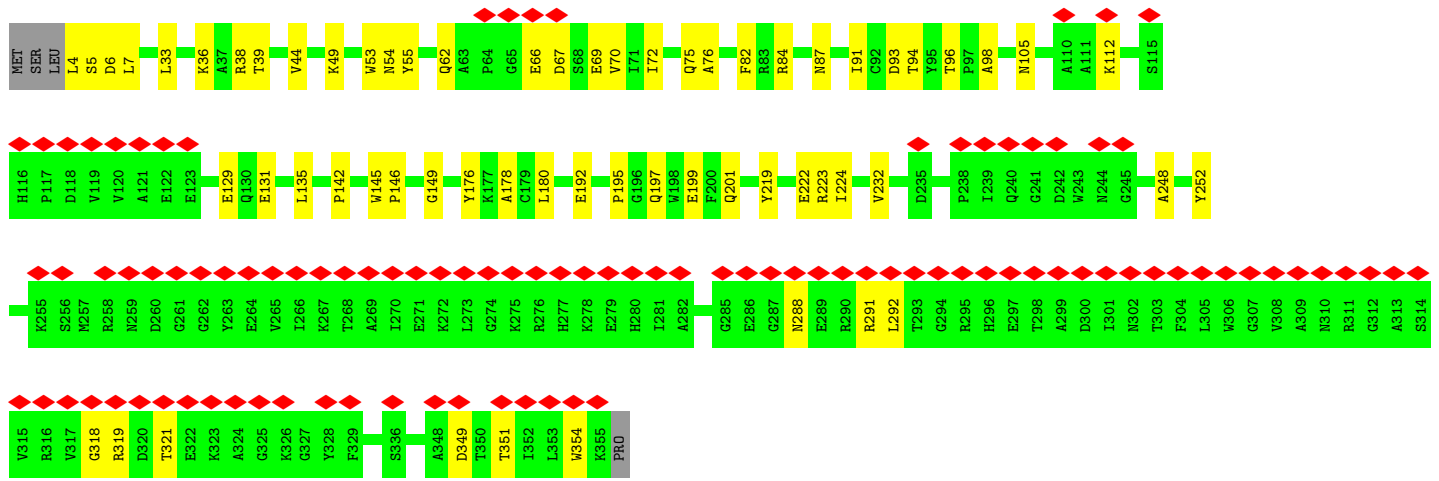 MET SER LEU L4 S5 D6 L7 L33 K36 A37 R38 T39 V44 K49 W53 N54 Y55 Q62 A63 P64 G65 E66 D67 S68 E69 V70 I71 I72 Q75 A76 F82 R83 R84 N87 I91 C92 D93 T94 Y95 T96 P97 A98 N105 A110 A111 K112 S115
H116 P117 D118 V119 V120 A121 E122 E123 E129 Q130 E131 L135 P142 W145 P146 G149 Y176 K177 A178 C179 L180 E192 P195 G196 Q197 W198 E199 F200 Q201 Y219 E222 R223 I224 V232 D235 P238 I239 Q240 G241 D242 W243 N244 G245 A248 Y252
K255 S256 M257 R258 N259 D260 G261 G262 Y263 E264 V265 I266 K267 T268 A269 I270 E271 K272 L273 G274 K275 R276 H277 K278 E279 H280 I281 A282 G285 E286 G287 N288 E289 R290 R291 L292 T293 G294 R295 H296 E297 T298 A299 D300 I301 N302 T303 F304 L305 W306 G307 V308 A309 N310 R311 G312 A313 S314
V315 R316 V317 G318 R319 D320 T321 E322 K323 A324 G325 K326 G327 Y328 F329 S336 A348 D349 T350 T351 I352 L353 W354 K355 PRO